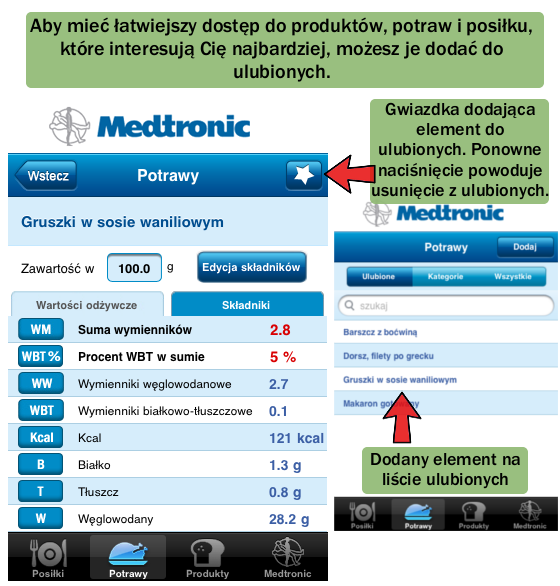 Aby mieć łatwiejszy dostęp do produktów, potraw i posiłku,
które interesują Cię najbardziej, możesz je dodać do
ulubionych.
Medtronic
Wstecz
Potrawy
Gruszki w sosie waniliowym
Zawartość w
100.0
g
Edycja składników
Wartości odżywcze
Składniki
WM Suma wymienników 2.8
WBT% Procent WBT w sumie 5 %
WW Wymienniki węglowodanowe 2.7
WBT Wymienniki białkowo-tłuszczowe 0.1
Kcal Kcal 121 kcal
B Białko 1.3 g
T Tłuszcz 0.8 g
W Węglowodany 28.2 g
Posiłki
Potrawy
Produkty
Medtronic
Gwiazdka dodająca
element do
ulubionych. Ponowne
naciśnięcie powoduje
usunięcie z ulubionych.
Medtronic
Potrawy
Dodaj
Ulubione
Kategorie
Wszystkie
szukaj
Barszcz z boćwiną
Dorsz, filety po grecku
Gruszki w sosie waniliowym
Makaron
Dodany element na
liście ulubionych
Posiłki
Potrawy
Produkty
Medtronic